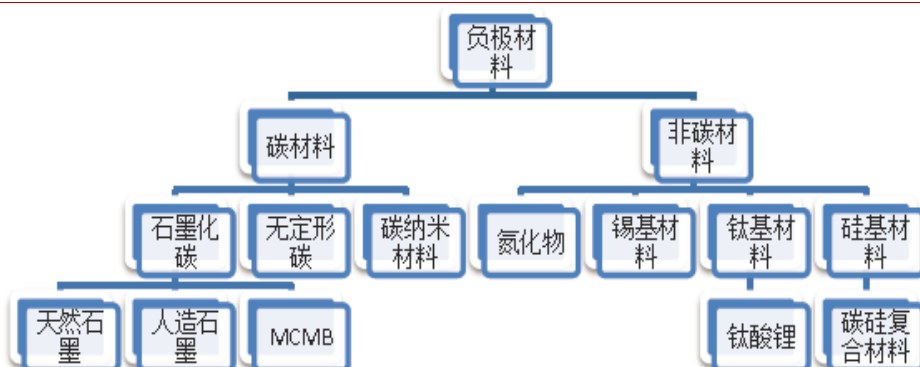 负极材
料
碳材料
非碳材
料
石墨化
碳
无定形
碳
碳纳米
材料
氮化物
锡基材
料
钛基材
料
硅基材
料
天然石
墨
人造石
墨
MCMB
钛酸锂
碳硅复
合材料